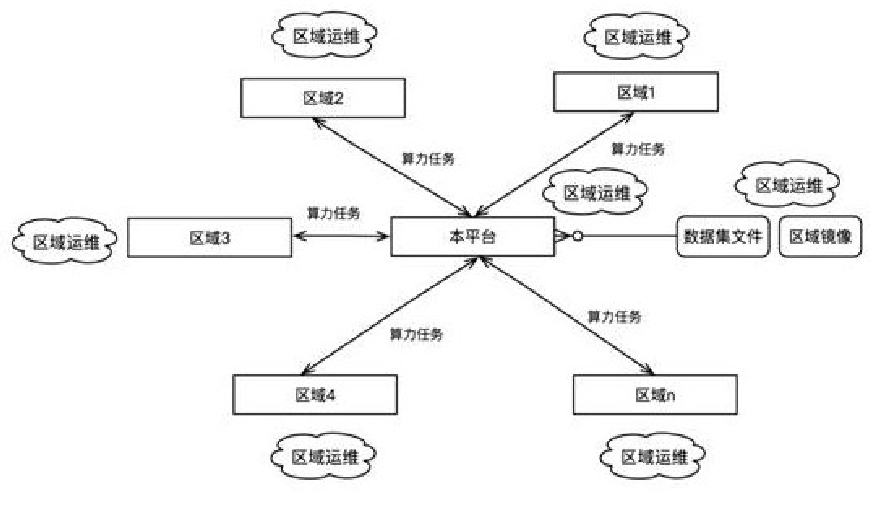 区域运维
区域运维
区域2
区域1
算力任务
算力任务
区域运维
区域运维
算力任务
区域运维
区域3
本平台
数据集文件
区域镜像
算力任务
算力任务
区域4
区域n
区域运维
区域运维